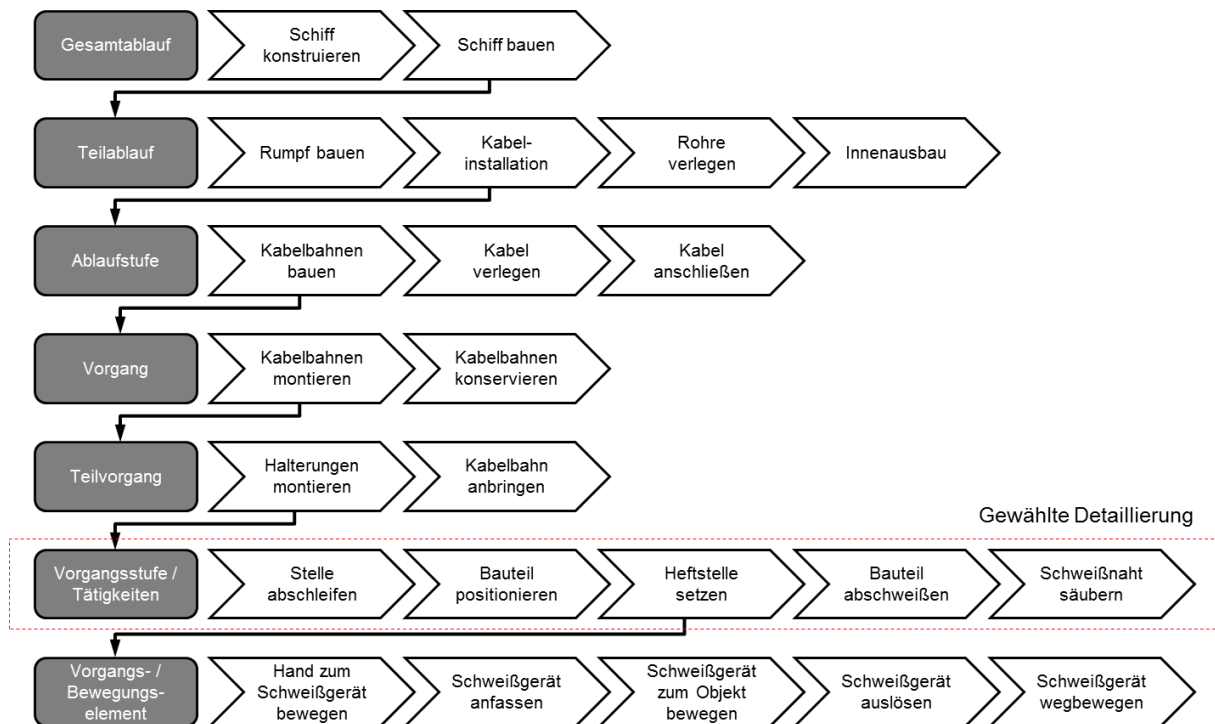 Gesamtablauf
Schiff
konstruieren
Schiff bauen
Teilablauf
Rumpf bauen
Kabel-
installation
Rohre
verlegen
Innenausbau
Ablaufstufe
Kabelbahnen
bauen
Kabel
verlegen
Kabel
anschließen
Vorgang
Kabelbahnen
montieren
Kabelbahnen
konservieren
Teilvorgang
Halterungen
montieren
Kabelbahn
anbringen
Gewählte Detaillierung
Vorgangsstufe /
Tätigkeiten
Stelle
abschleifen
Bauteil
positionieren
Heftstelle
setzen
Bauteil
abschweißen
Schweißnaht
säubern
Vorgangs- /
Bewegungs-
element
Hand zum
Schweißgerät
bewegen
Schweißgerät
anfassen
Schweißgerät
zum Objekt
bewegen
Schweißgerät
auslösen
Schweißgerät
wegbewegen